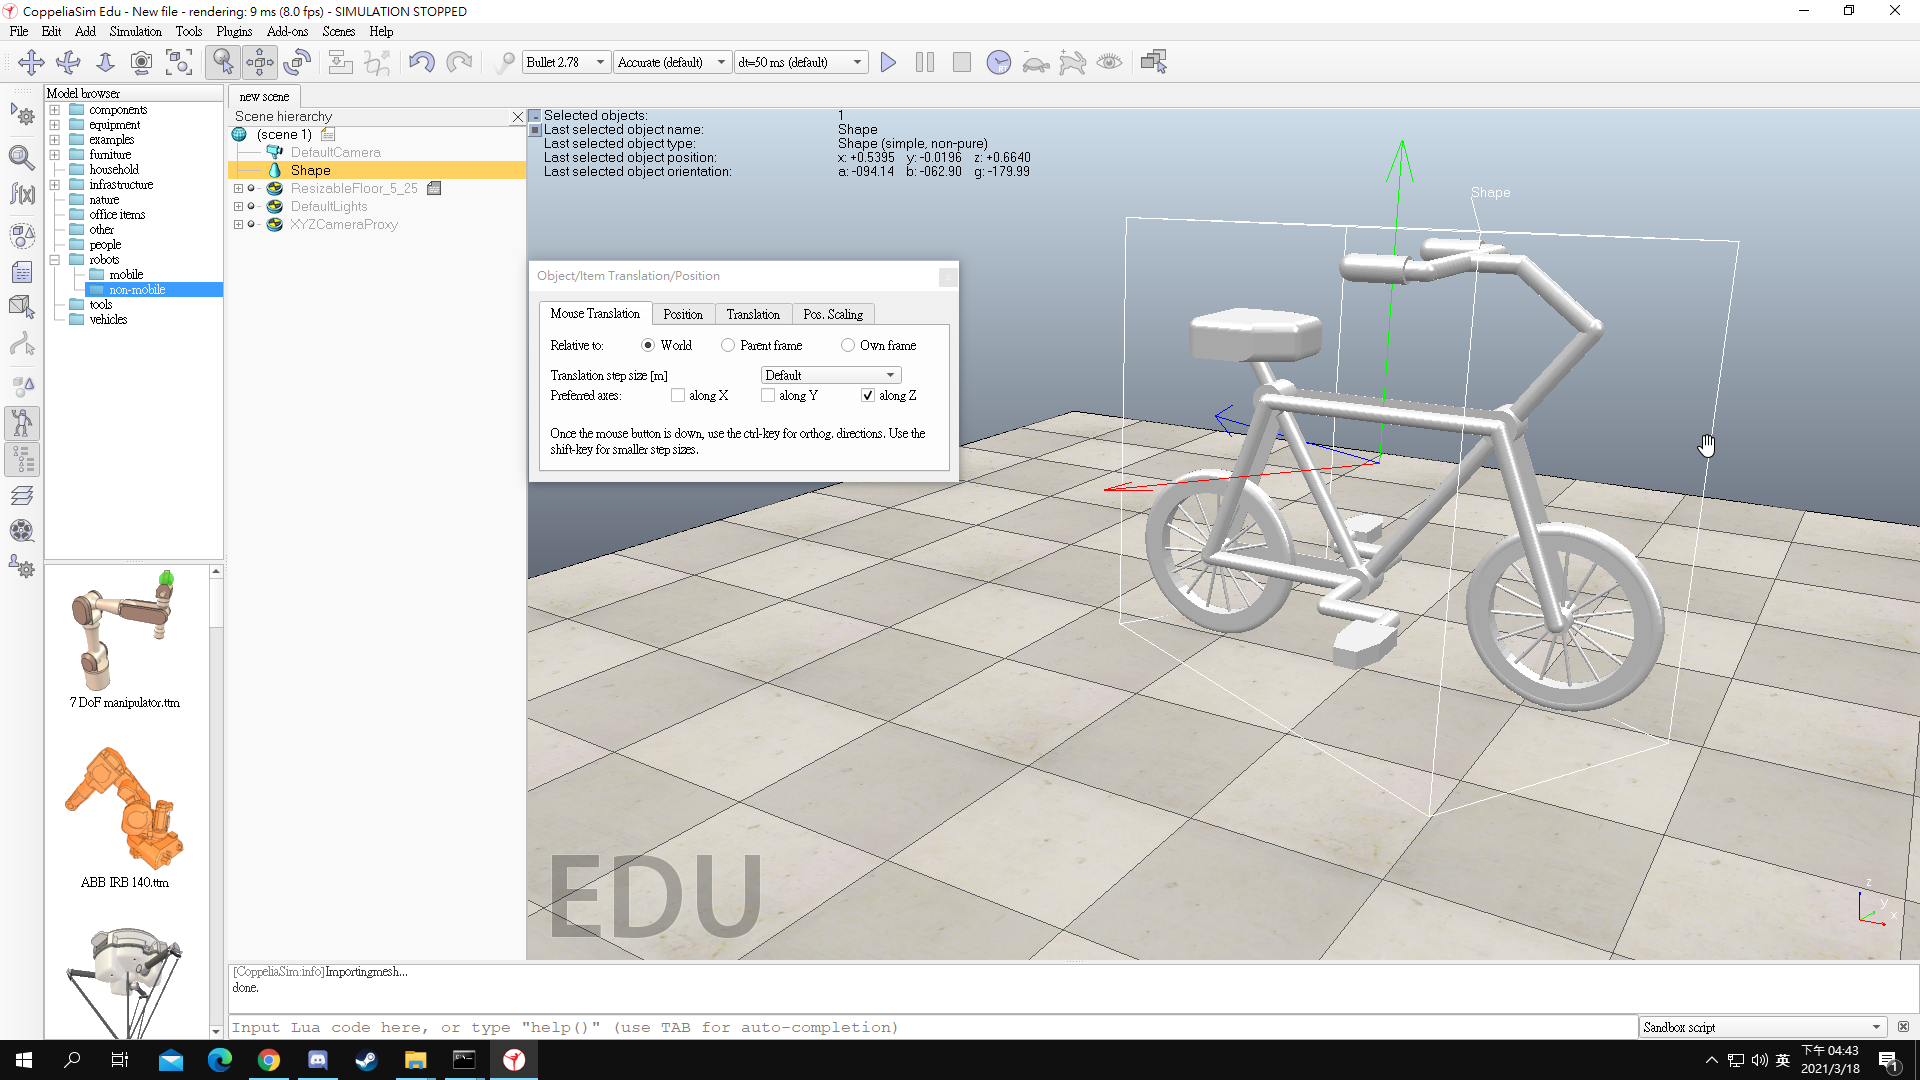 CoppeliaSim Edu - New file - rendering: 9 ms (8.0 fps) - SIMULATION STOPPED
File Edit Add Simulation Tools Plugins Add-ons Scenes Help
Bullet 2.78 Accurate (default) dt=50 ms (default)
RT
Model browser
components
equipment
examples
furniture
household
infrastructure
nature
office items
other
people
robots
mobile
non-mobile
tools
vehicles
7 DoF manipulator.ttm
ABB IRB 140.ttm
f(x)
new scene
Scene hierarchy
(scene 1)
DefaultCamera
Shape
ResizableFloor_5_25
DefaultLights
XYZCameraProxy
Selected objects: 1
Last selected object name: Shape
Last selected object type: Shape (simple, non-pure)
Last selected object position: x: +0.5395 y: -0.0196 z: +0.6640
Last selected object orientation: a: -094.14 b: -062.90 g: -179.99
Shape
Object/Item Translation/Position
Mouse Translation Position Translation Pos. Scaling
Relative to: World Parent frame Own frame
Translation step size [m] Default
Preferred axes: along X along Y along Z
Once the mouse button is down, use the ctrl-key for orthog. directions. Use the
shift-key for smaller step sizes.
EDU
z
y
x
[CoppeliaSim:info]Importingmesh...
done.
Input Lua code here, or type "help()" (use TAB for auto-completion)
Sandbox script
英
下午 04:43
2021/3/18
1